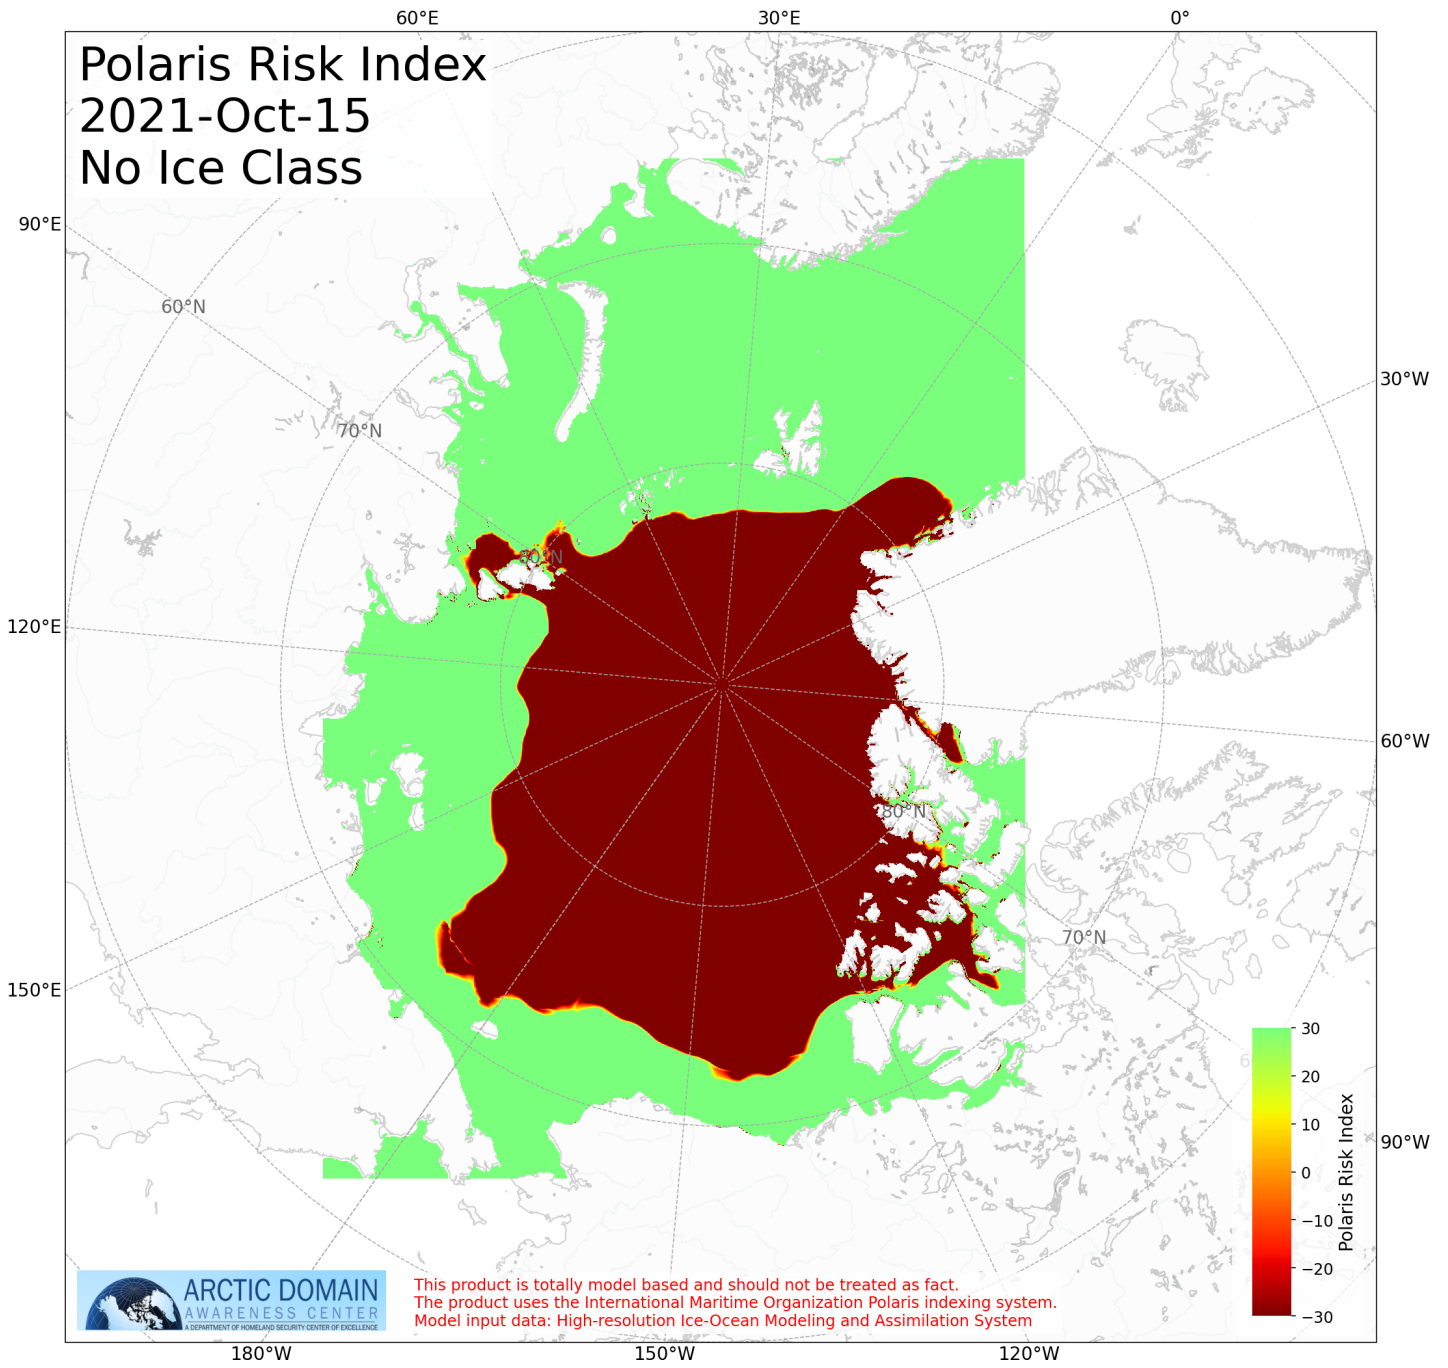 60°E
30°E
0°
Polaris Risk Index
2021-Oct-15
No Ice Class
90°E
60°N
30°W
70°N
80°N
120°E
60°W
80°N
70°N
150°E
30
20
10
0
−10
−20
−30
Polaris Risk Index
90°W
ARCTIC DOMAIN
AWARENESS CENTER
A DEPARTMENT OF HOMELAND SECURITY CENTER OF EXCELLENCE
This product is totally model based and should not be treated as fact.
The product uses the International Maritime Organization Polaris indexing system.
Model input data: High-resolution Ice-Ocean Modeling and Assimilation System
180°W
150°W
120°W